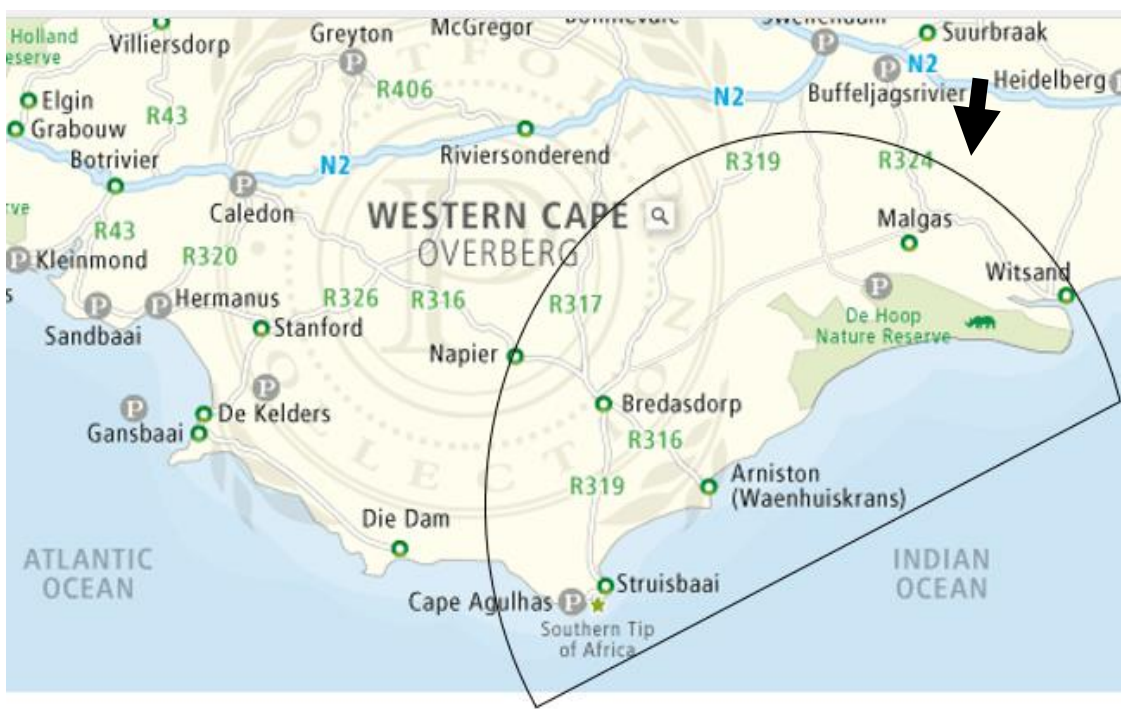 Holland
eserve
Villiersdorp
Greyton
McGregor
Suurbraak
Elgin
Grabouw
R43
R406
N2
Buffeljagsrivier
N2
Heidelberg
Botrivier
N2
Riviersonderend
R319
R324
Caledon
WESTERN CAPE
OVERBERG
Malgas
R43
Kleinmond
R320
Witsand
Hermanus
R326
R316
R317
Sandbaai
Stanford
De Hoop
Nature Reserve
Napier
De Kelders
Bredasdorp
Gansbaai
R316
R319
Arniston
(Waenhuiskrans)
Die Dam
ATLANTIC
OCEAN
INDIAN
OCEAN
Struisbaai
Cape Agulhas
Southern Tip
of Africa
PORTFOLIO
P
COLLECTION